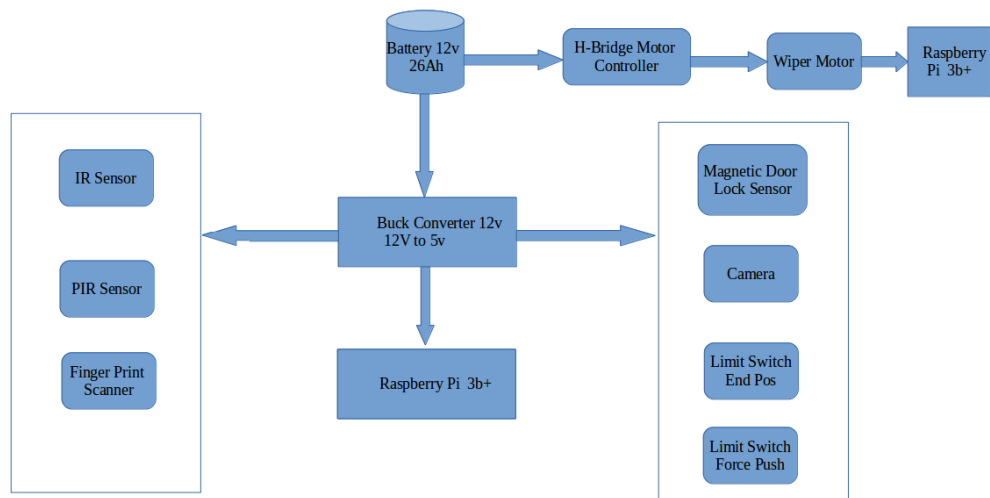 Battery 12v
26Ah
H-Bridge Motor
Controller
Wiper Motor
Raspberry
Pi 3b+
IR Sensor
PIR Sensor
Finger Print
Scanner
Buck Converter 12v
12V to 5v
Raspberry Pi 3b+
Magnetic Door
Lock Sensor
Camera
Limit Switch
End Pos
Limit Switch
Force Push